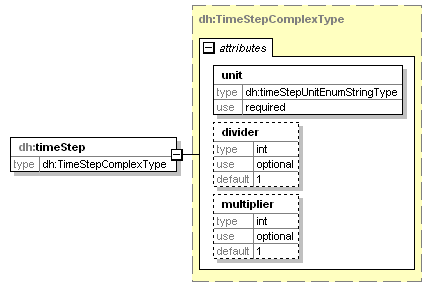 dh:TimeStepComplexType
attributes
unit
type dh:timeStepUnitEnumStringType
use required
divider
type int
use optional
default 1
dh:timeStep
type dh:TimeStepComplexType
multiplier
type int
use optional
default 1